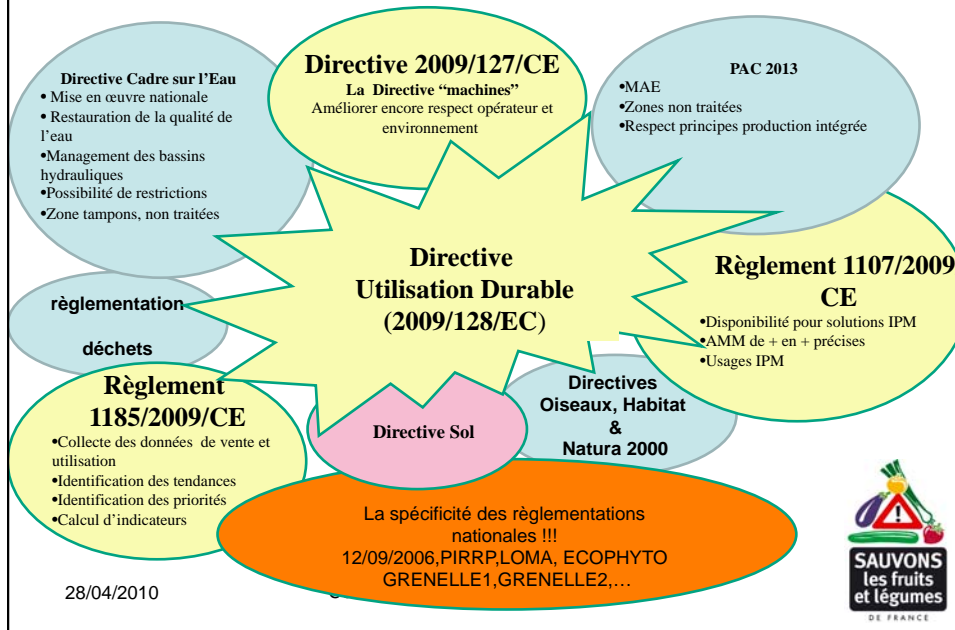 Directive Cadre sur l’Eau
• Mise en œuvre nationale
• Restauration de la qualité de
l’eau
•Management des bassins
hydrauliques
•Possibilité de restrictions
•Zone tampons, non traitées
Directive 2009/127/CE
La Directive “machines”
Améliorer encore respect opérateur et
environnement
PAC 2013
•MAE
•Zones non traitées
•Respect principes production intégrée
Directive
Utilisation Durable
(2009/128/EC)
Règlement 1107/2009
CE
•Disponibilité pour solutions IPM
•AMM de + en + précises
•Usages IPM
règlementation
déchets
Règlement
1185/2009/CE
•Collecte des données de vente et
utilisation
•Identification des tendances
•Identification des priorités
•Calcul d’indicateurs
Directive Sol
Directives
Oiseaux, Habitat
&
Natura 2000
La spécificité des règlementations
nationales !!!
12/09/2006,PIRRP,LOMA, ECOPHYTO
GRENELLE1,GRENELLE2,…
28/04/2010
SAUVONS
les fruits
et légumes
DE FRANCE